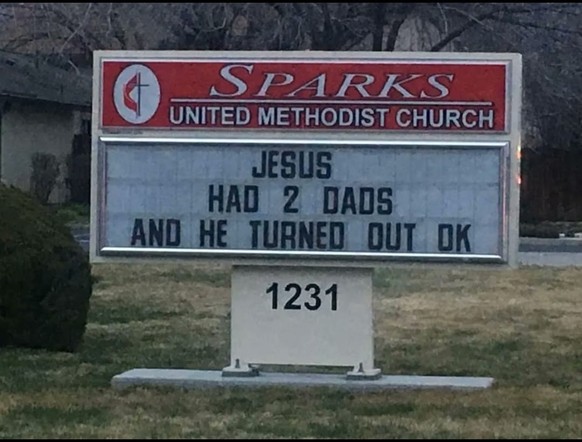 SPARKS
UNITED METHODIST CHURCH
JESUS
HAD 2 DADS
AND HE TURNED OUT OK
1231